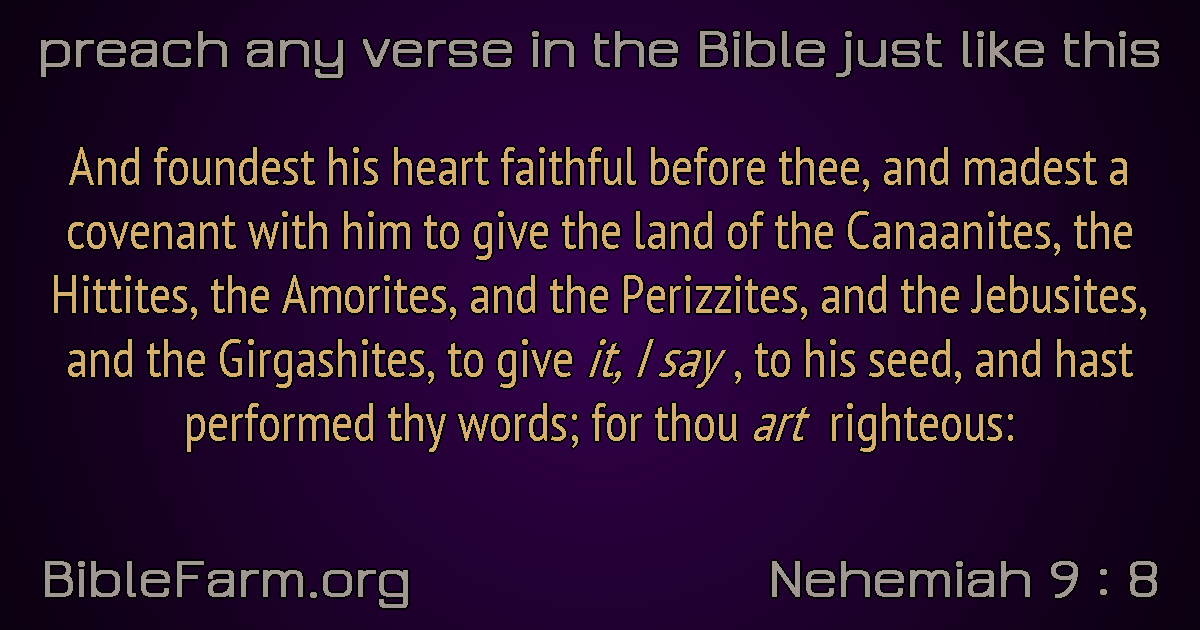 preach any verse in the Bible just like this
And foundest his heart faithful before thee, and madest a
covenant with him to give the land of the Canaanites, the
Hittites, the Amorites, and the Perizzites, and the Jebusites,
and the Girgashites, to give it, I say , to his seed, and hast
performed thy words; for thou art righteous:
BibleFarm.org
Nehemiah 9 : 8